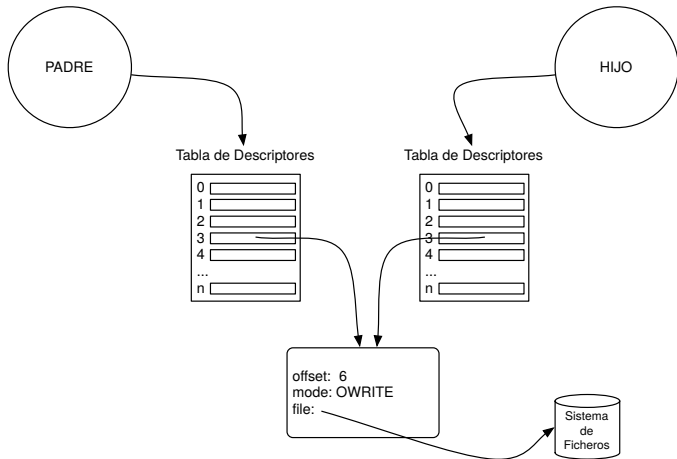 PADRE
HIJO
Tabla de Descriptores
0
1
2
3
4
...
n
Tabla de Descriptores
0
1
2
3
4
...
n
offset: 6
mode: OWRITE
file:
Sistema
de
Ficheros